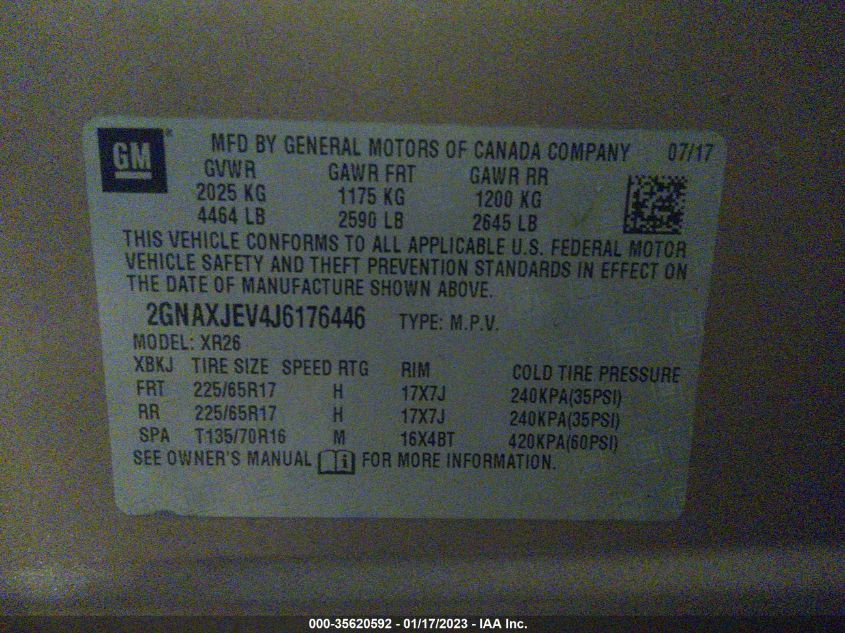 GM ® MFD BY GENERAL MOTORS OF CANADA COMPANY 07/17
GVWR GAWR FRT GAWR RR
2025 KG 1175 KG 1200 KG
4464 LB 2590 LB 2645 LB
THIS VEHICLE CONFORMS TO ALL APPLICABLE U.S. FEDERAL MOTOR
VEHICLE SAFETY AND THEFT PREVENTION STANDARDS IN EFFECT ON
THE DATE OF MANUFACTURE SHOWN ABOVE.
2GNAXJEV4J6176446 TYPE: M.P.V.
MODEL: XR26
XBKJ TIRE SIZE SPEED RTG RIM COLD TIRE PRESSURE
FRT 225/65R17 H 17X7J 240KPA(35PSI)
RR 225/65R17 H 17X7J 240KPA(35PSI)
SPA T135/70R16 M 16X4BT 420KPA(60PSI)
SEE OWNER'S MANUAL i FOR MORE INFORMATION.
000-35620592 - 01/17/2023 - IAA Inc.